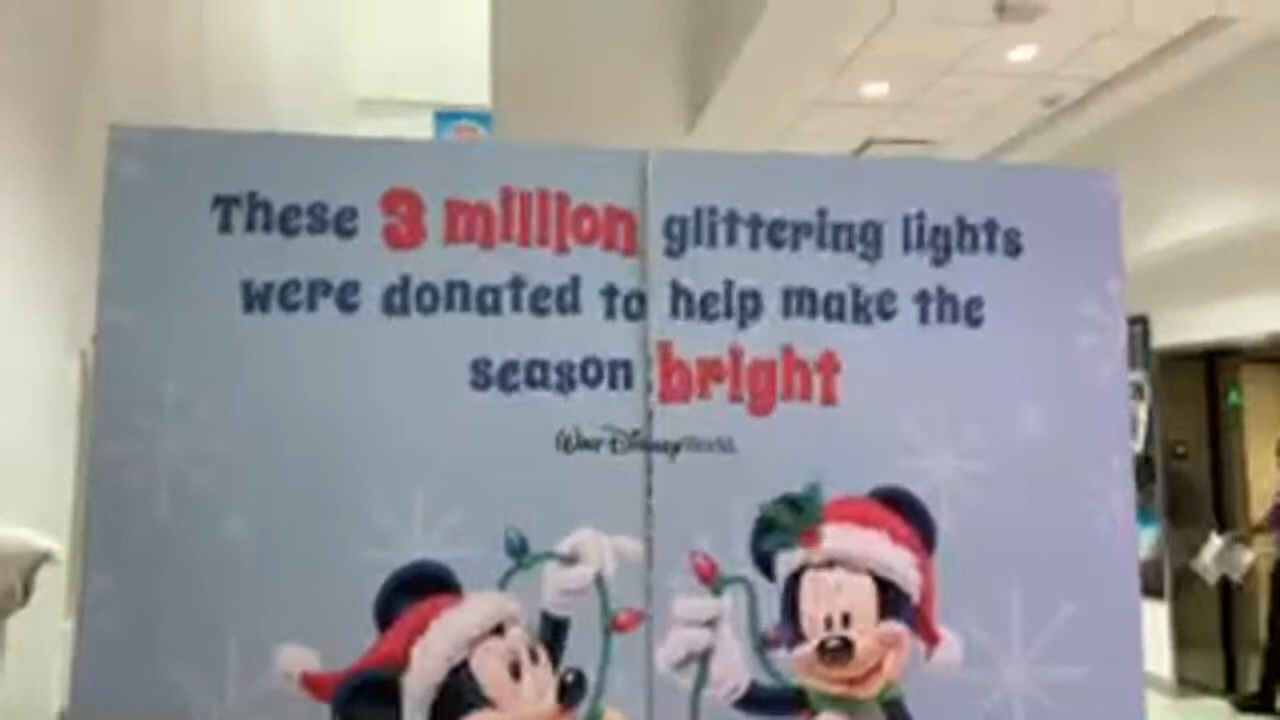 These 3 million glittering lights
were donated to help make the
season bright
Walt Disney World